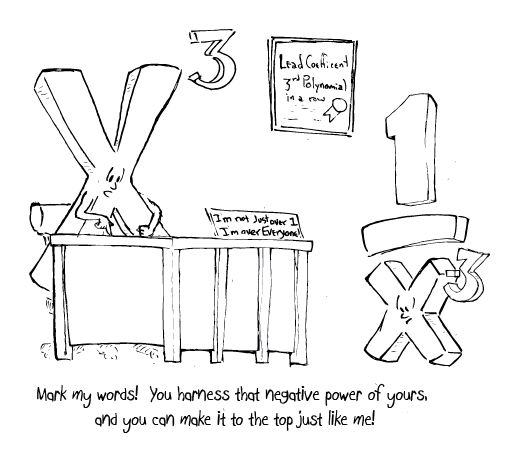 X 3
Lead Coefficent
3rd Polynomial
in a row
I'm not Just over 1
I'm over Everyone!
1
X -3
Mark my words! You harness that negative power of yours,
and you can make it to the top just like me!